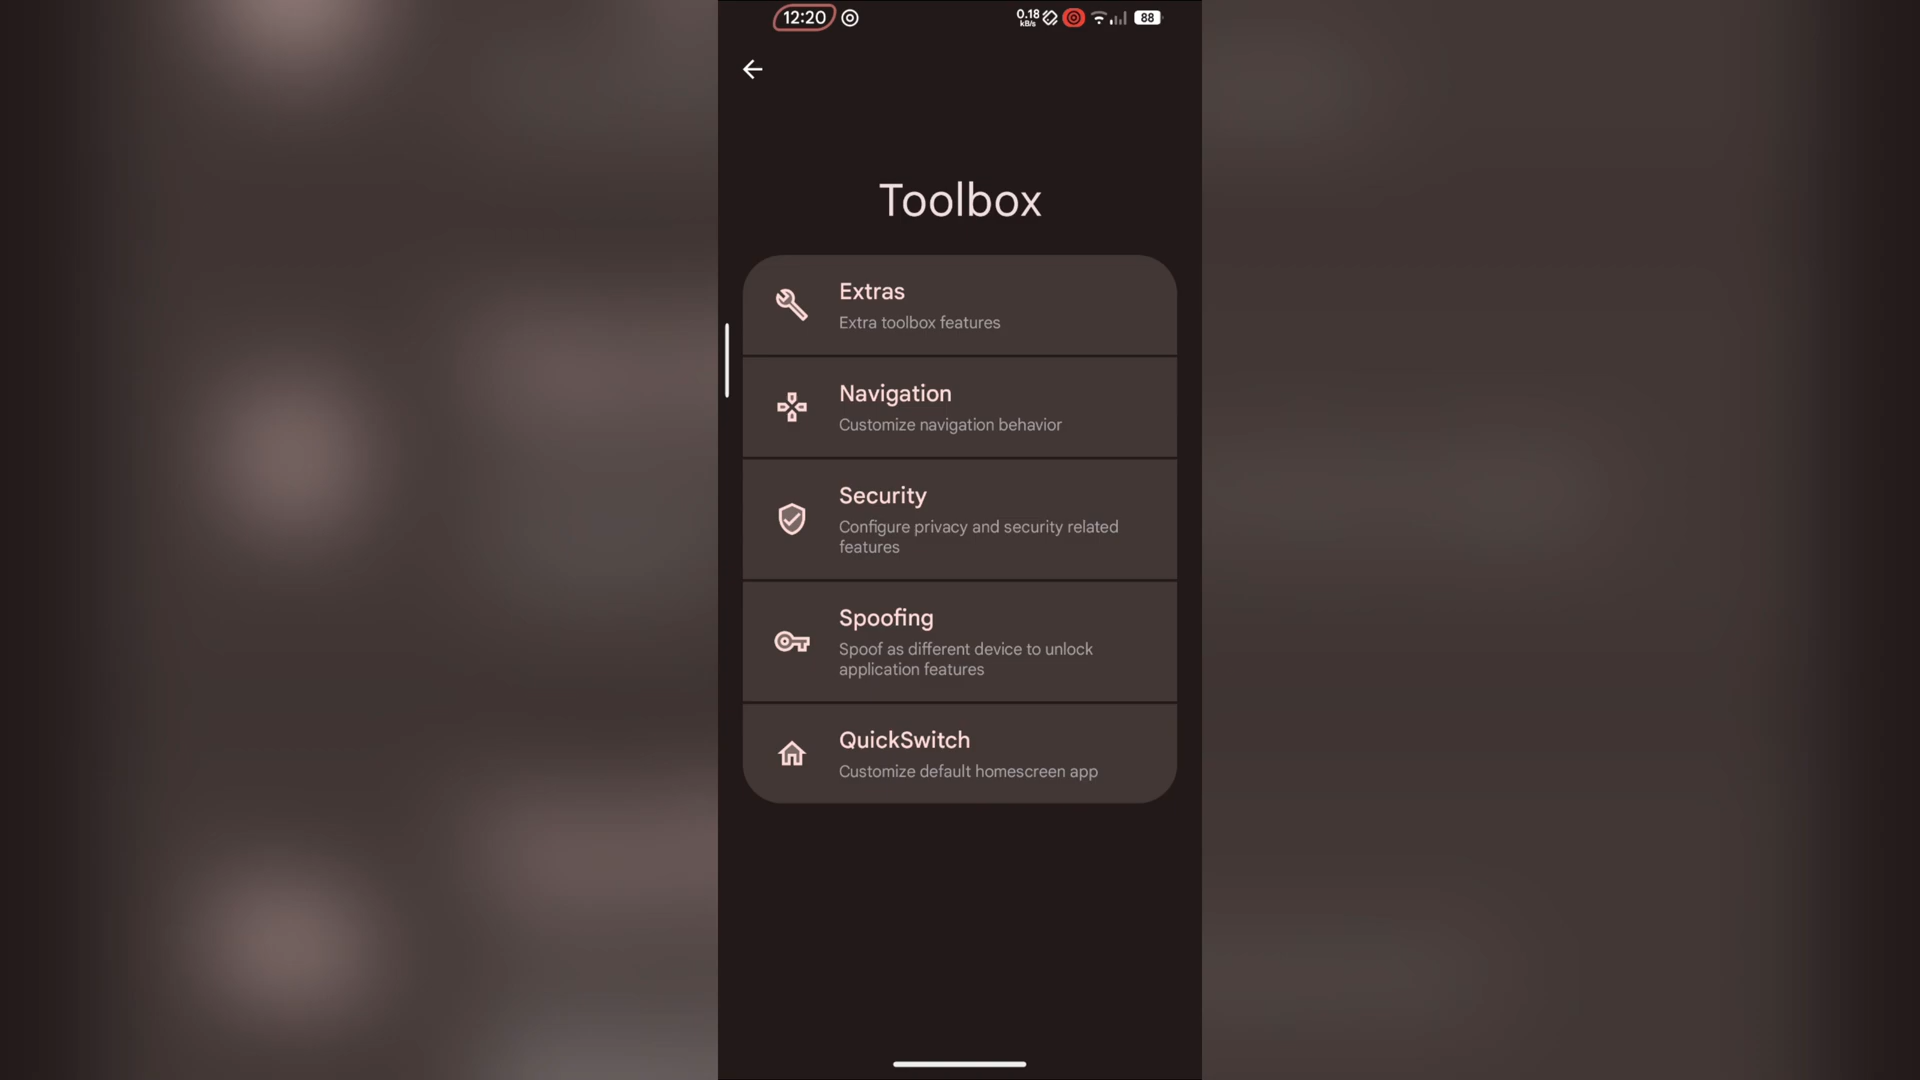 12:20
0.18
kB/s
88
Toolbox
Extras
Extra toolbox features
Navigation
Customize navigation behavior
Security
Configure privacy and security related
features
Spoofing
Spoof as different device to unlock
application features
QuickSwitch
Customize default homescreen app